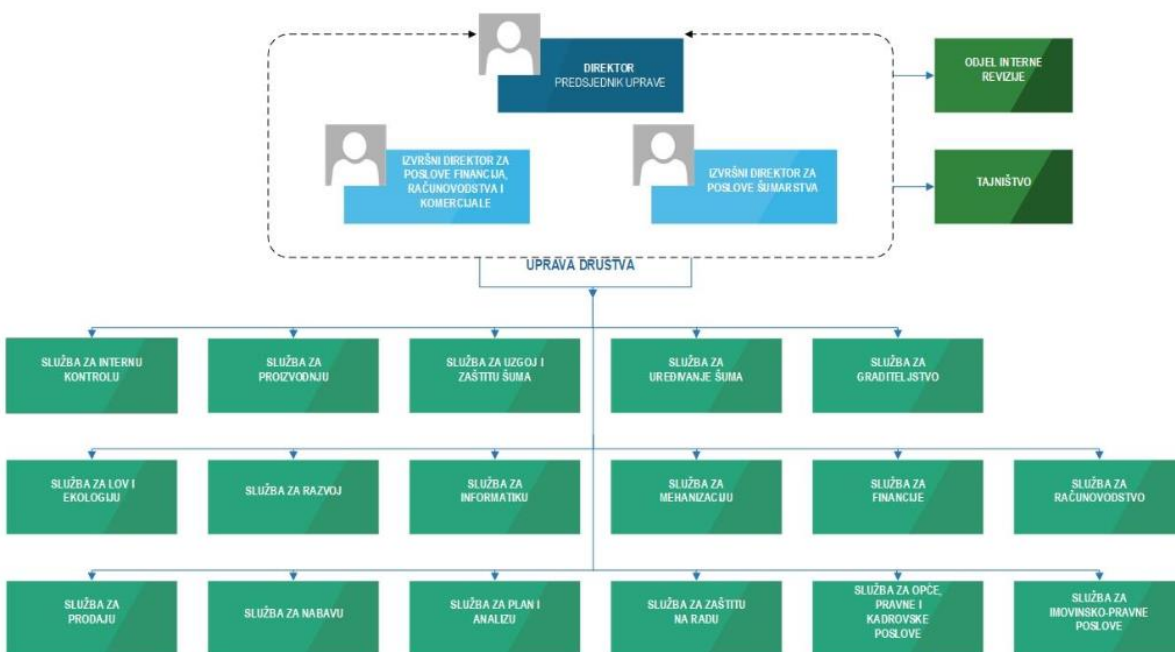 DIREKTOR
PREDSJEDNIK UPRAVE
ODJEL INTERNE
REVIZIJE
IZVRŠNI DIREKTOR ZA
POSLOVE FINANCIJA,
RAČUNOVODSTVA I
KOMERCIJALE
IZVRŠNI DIREKTOR ZA
POSLOVE ŠUMARSTVA
TAJNIŠTVO
UPRAVA DRUŠTVA
SLUŽBA ZA INTERNU
KONTROLU
SLUŽBA ZA
PROIZVODNJU
SLUŽBA ZA UZGOJ I
ZAŠTITU ŠUMA
SLUŽBA ZA
UREĐIVANJE ŠUMA
SLUŽBA ZA
GRADITELJSTVO
SLUŽBA ZA LOV I
EKOLOGIJU
SLUŽBA ZA RAZVOJ
SLUŽBA ZA
INFORMATIKU
SLUŽBA ZA
MEHANIZACIJU
SLUŽBA ZA
FINANCIJE
SLUŽBA ZA
RAČUNOVODSTVO
SLUŽBA ZA
PRODAJU
SLUŽBA ZA NABAVU
SLUŽBA ZA PLAN I
ANALIZU
SLUŽBA ZA ZAŠTITU
NA RADU
SLUŽBA ZA OPĆE,
PRAVNE I
KADROVSKE
POSLOVE
SLUŽBA ZA
IMOVINSKO-PRAVNE
POSLOVE